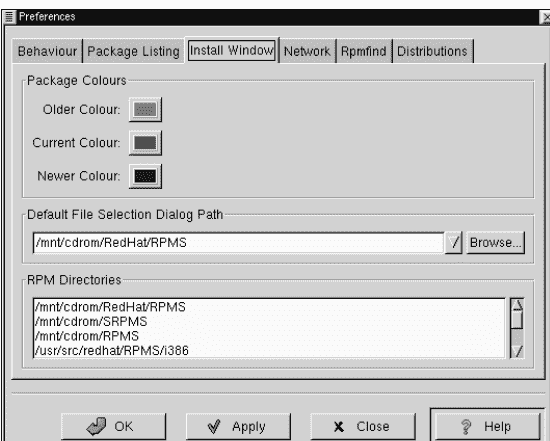 Preferences
Behaviour Package Listing Install Window Network Rpmfind Distributions
Package Colours
Older Colour:
Current Colour:
Newer Colour:
Default File Selection Dialog Path
/mnt/cdrom/RedHat/RPMS Browse...
RPM Directories
/mnt/cdrom/RedHat/RPMS
/mnt/cdrom/SRPMS
/mnt/cdrom/RPMS
/usr/src/redhat/RPMS/i386
OK Apply Close Help